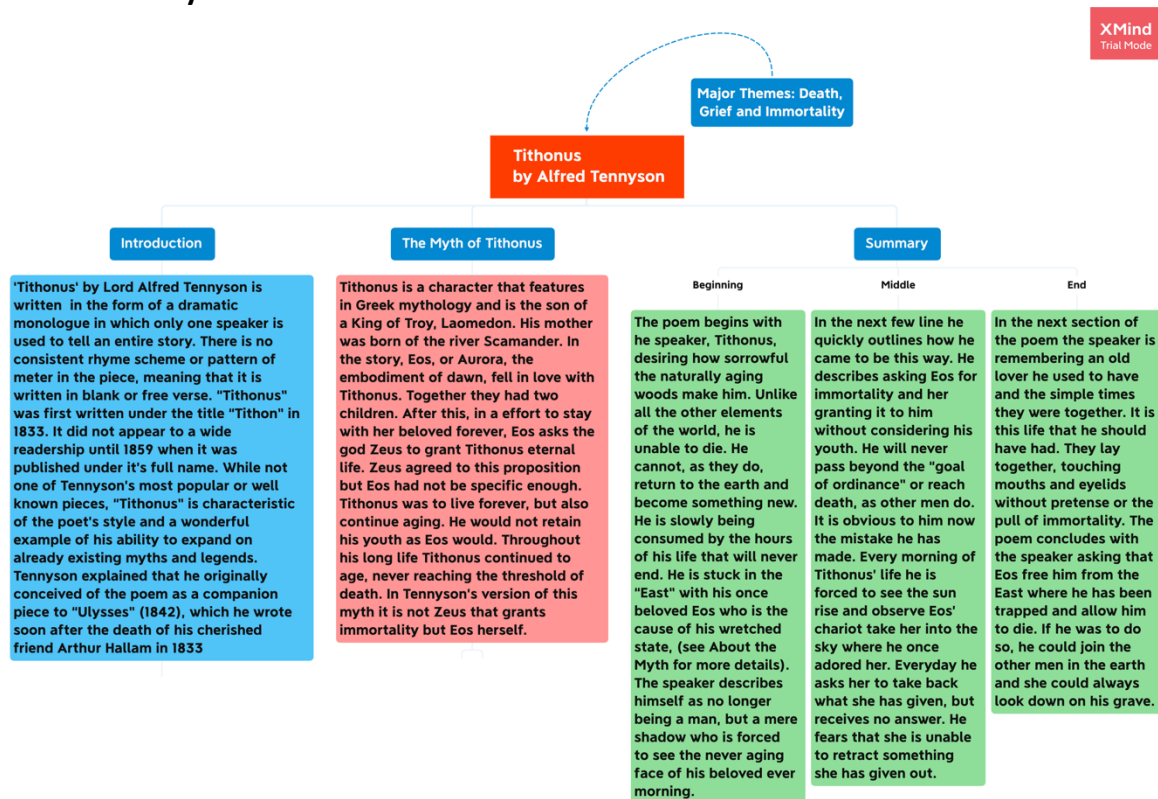 XMind
Trial Mode
Major Themes: Death,
Grief and Immortality
Tithonus
by Alfred Tennyson
Introduction
'Tithonus' by Lord Alfred Tennyson is
written in the form of a dramatic
monologue in which only one speaker is
used to tell an entire story. There is no
consistent rhyme scheme or pattern of
meter in the piece, meaning that it is
written in blank or free verse. "Tithonus"
was first written under the title "Tithon" in
1833. It did not appear to a wide
readership until 1859 when it was
published under it's full name. While not
one of Tennyson's most popular or well
known pieces, "Tithonus" is characteristic
of the poet's style and a wonderful
example of his ability to expand on
already existing myths and legends.
Tennyson explained that he originally
conceived of the poem as a companion
piece to "Ulysses" (1842), which he wrote
soon after the death of his cherished
friend Arthur Hallam in 1833
The Myth of Tithonus
Tithonus is a character that features
in Greek mythology and is the son of
a King of Troy, Laomedon. His mother
was born of the river Scamander. In
the story, Eos, or Aurora, the
embodiment of dawn, fell in love with
Tithonus. Together they had two
children. After this, in a effort to stay
with her beloved forever, Eos asks the
god Zeus to grant Tithonus eternal
life. Zeus agreed to this proposition
but Eos had not be specific enough.
Tithonus was to live forever, but also
continue aging. He would not retain
his youth as Eos would. Throughout
his long life Tithonus continued to
age, never reaching the threshold of
death. In Tennyson's version of this
myth it is not Zeus that grants
immortality but Eos herself.
Summary
Beginning
The poem begins with
he speaker, Tithonus,
desiring how sorrowful
the naturally aging
woods make him. Unlike
all the other elements
of the world, he is
unable to die. He
cannot, as they do,
return to the earth and
become something new.
He is slowly being
consumed by the hours
of his life that will never
end. He is stuck in the
"East" with his once
beloved Eos who is the
cause of his wretched
state, (see About the
Myth for more details).
The speaker describes
himself as no longer
being a man, but a mere
shadow who is forced
to see the never aging
face of his beloved ever
morning.
Middle
In the next few line he
quickly outlines how he
came to be this way. He
describes asking Eos for
immortality and her
granting it to him
without considering his
youth. He will never
pass beyond the "goal
of ordinance" or reach
death, as other men do.
It is obvious to him now
the mistake he has
made. Every morning of
Tithonus' life he is
forced to see the sun
rise and observe Eos'
chariot take her into the
sky where he once
adored her. Everyday he
asks her to take back
what she has given, but
receives no answer. He
fears that she is unable
to retract something
she has given out.
End
In the next section of
the poem the speaker is
remembering an old
lover he used to have
and the simple times
they were together. It is
this life that he should
have had. They lay
together, touching
mouths and eyelids
without pretense or the
pull of immortality. The
poem concludes with
the speaker asking that
Eos free him from the
East where he has been
trapped and allow him
to die. If he was to do
so, he could join the
other men in the earth
and she could always
look down on his grave.